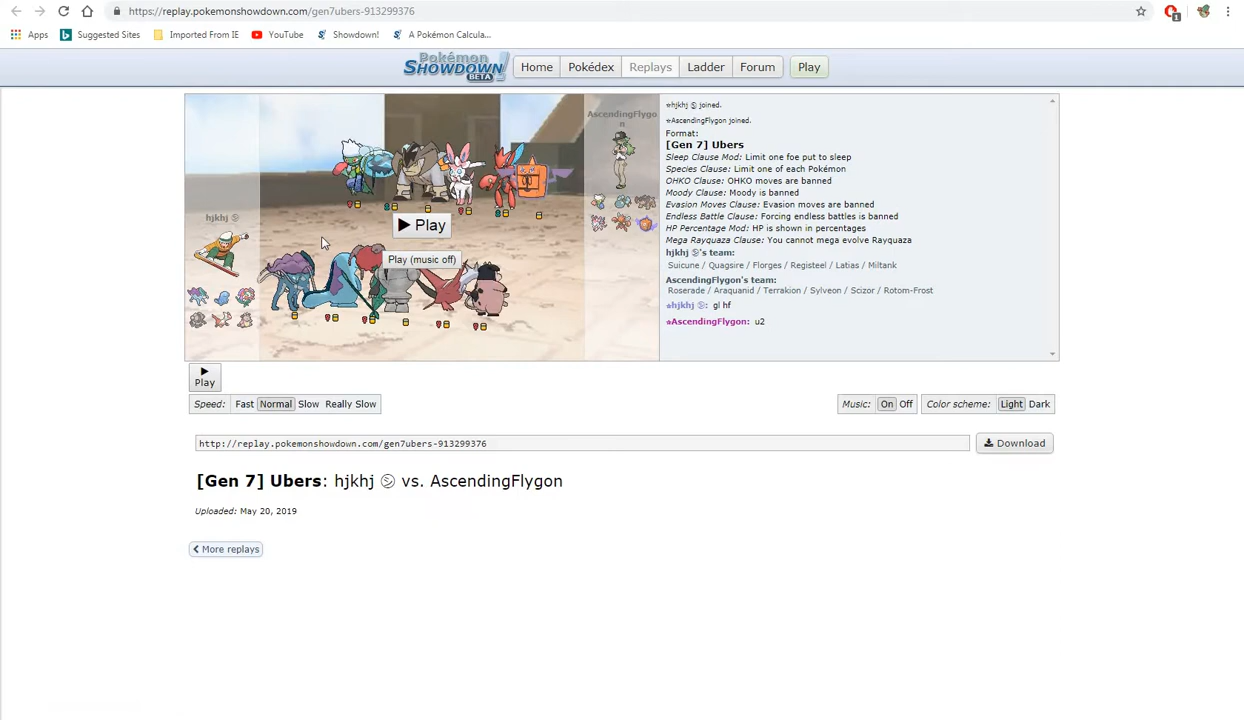 https://replay.pokemonshowdown.com/gen7ubers-913299376
1
Apps Suggested Sites Imported From IE YouTube Showdown! A Pokémon Calcula...
Pokémon
SHOWDOWN!
BETA
Home Pokédex Replays Ladder Forum Play
AscendingFlygo
n
hjkhj ㋛
Play
Play (music off)
☆hjkhj ㋛ joined.
☆AscendingFlygon joined.
Format:
[Gen 7] Ubers
Sleep Clause Mod: Limit one foe put to sleep
Species Clause: Limit one of each Pokémon
OHKO Clause: OHKO moves are banned
Moody Clause: Moody is banned
Evasion Moves Clause: Evasion moves are banned
Endless Battle Clause: Forcing endless battles is banned
HP Percentage Mod: HP is shown in percentages
Mega Rayquaza Clause: You cannot mega evolve Rayquaza
hjkhj ㋛'s team:
Suicune / Quagsire / Florges / Registeel / Latias / Miltank
AscendingFlygon's team:
Roserade / Araquanid / Terrakion / Sylveon / Scizor / Rotom-Frost
☆hjkhj ㋛: gl hf
☆AscendingFlygon: u2
Play
Speed: Fast Normal Slow Really Slow
Music: On Off Color scheme: Light Dark
http://replay.pokemonshowdown.com/gen7ubers-913299376
Download
[Gen 7] Ubers: hjkhj ㋛ vs. AscendingFlygon
Uploaded: May 20, 2019
More replays